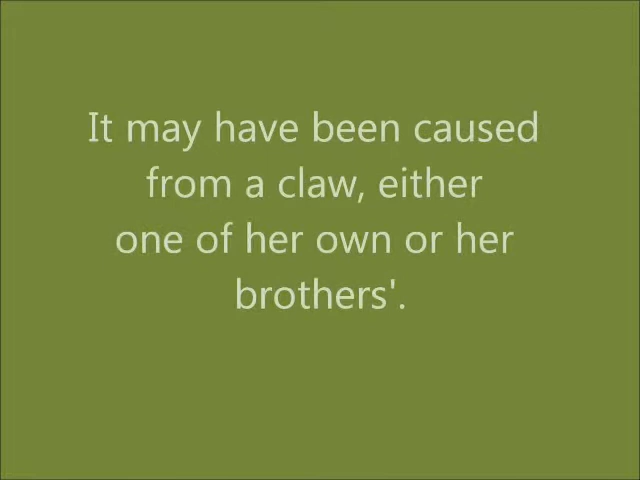 It may have been caused
from a claw, either
one of her own or her
brothers'.